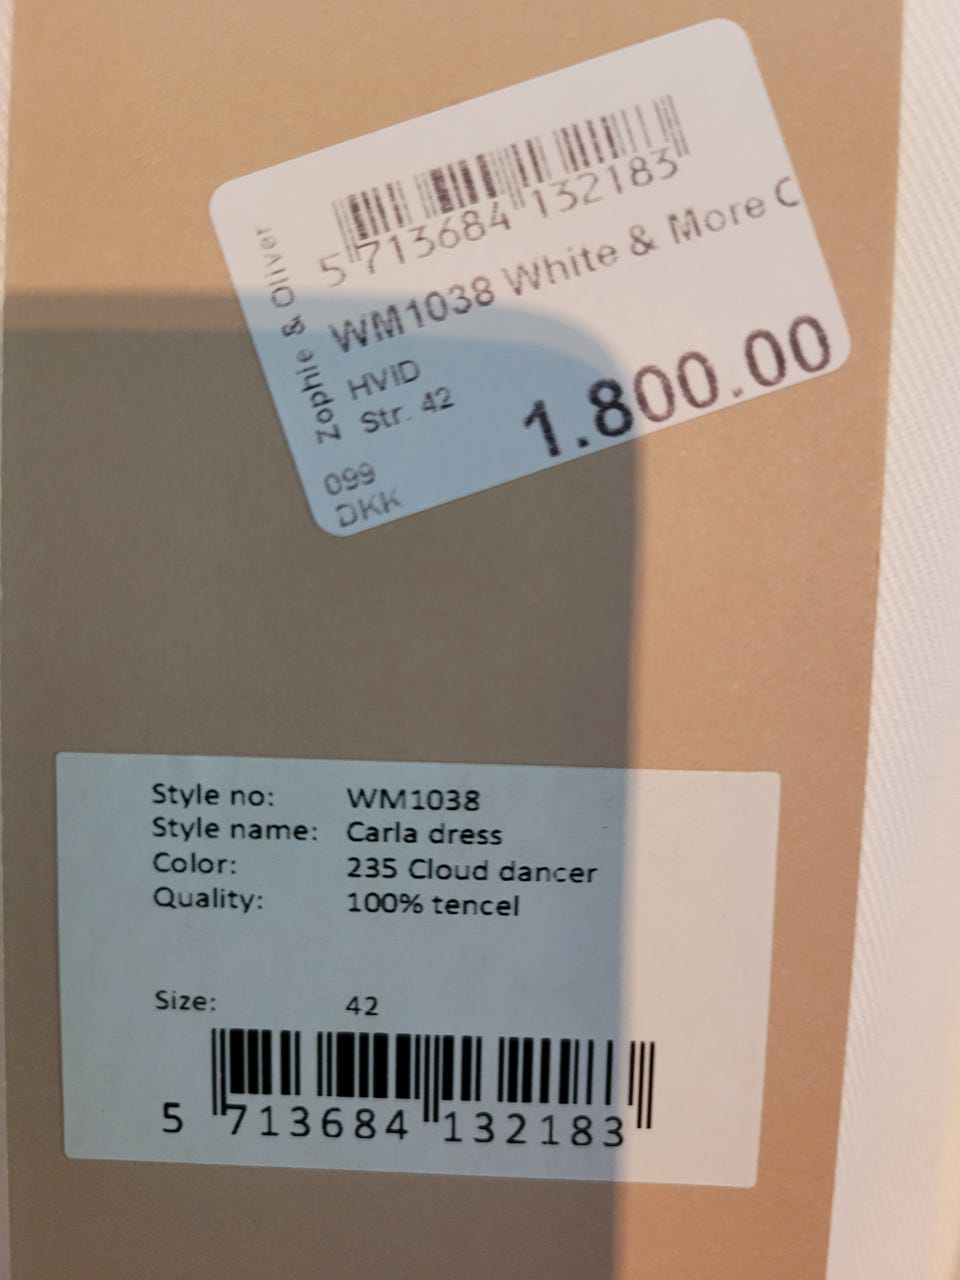 5 713684 132183
Zophie & Oliver
WM1038 White & More C
HVID
Str. 42
1.800.00
099
DKK
Style no: WM1038
Style name: Carla dress
Color: 235 Cloud dancer
Quality: 100% tencel
Size: 42
5 713684 132183